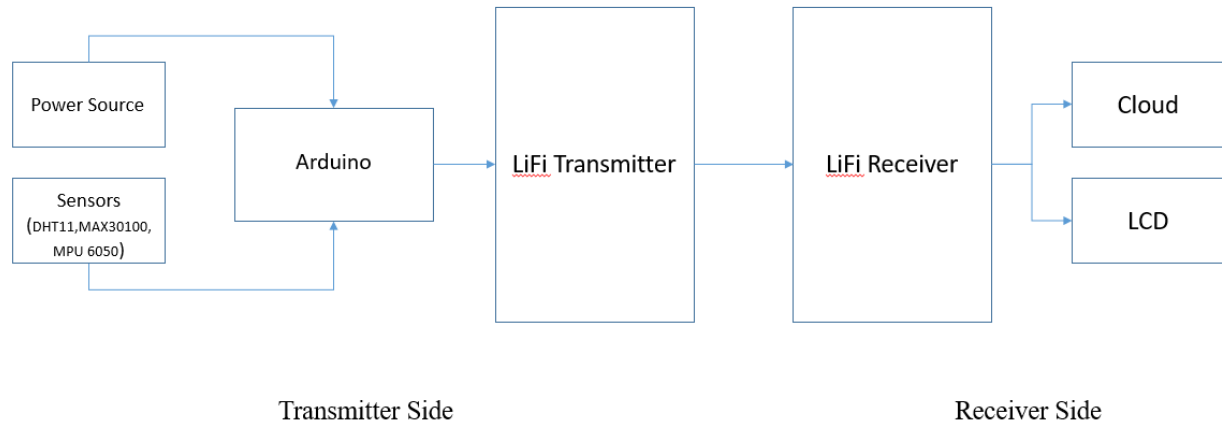 Power Source
Sensors
(DHT11,MAX30100,
MPU 6050)
Arduino
LiFi Transmitter
LiFi Receiver
Cloud
LCD
Transmitter Side
Receiver Side